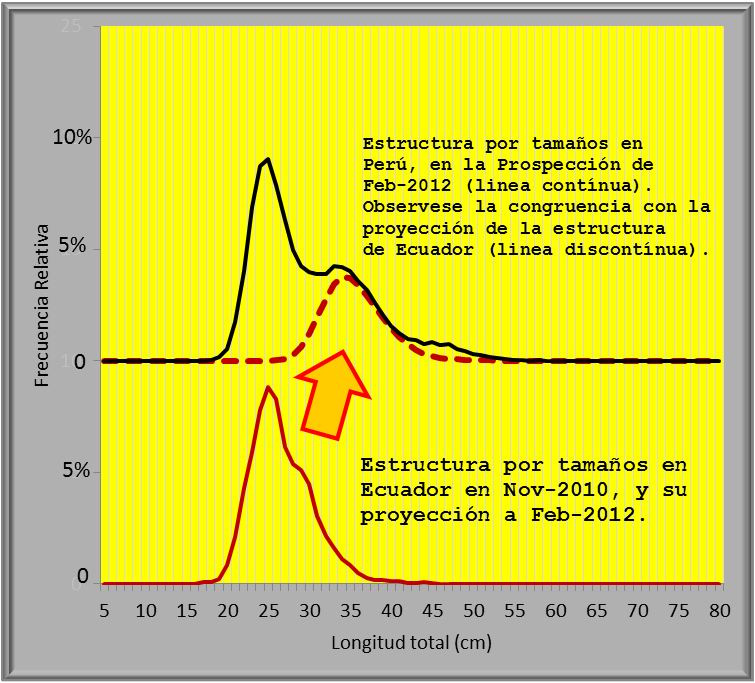 25
10%
Estructura por tamaños en
Perú, en la Prospección de
Feb-2012 (linea contínua).
Observese la congruencia con la
proyección de la estructura
de Ecuador (linea discontínua).
5%
Frecuencia Relativa
10
Estructura por tamaños en
Ecuador en Nov-2010, y su
proyección a Feb-2012.
5%
0
5 10 15 20 25 30 35 40 45 50 55 60 65 70 75 80
Longitud total (cm)